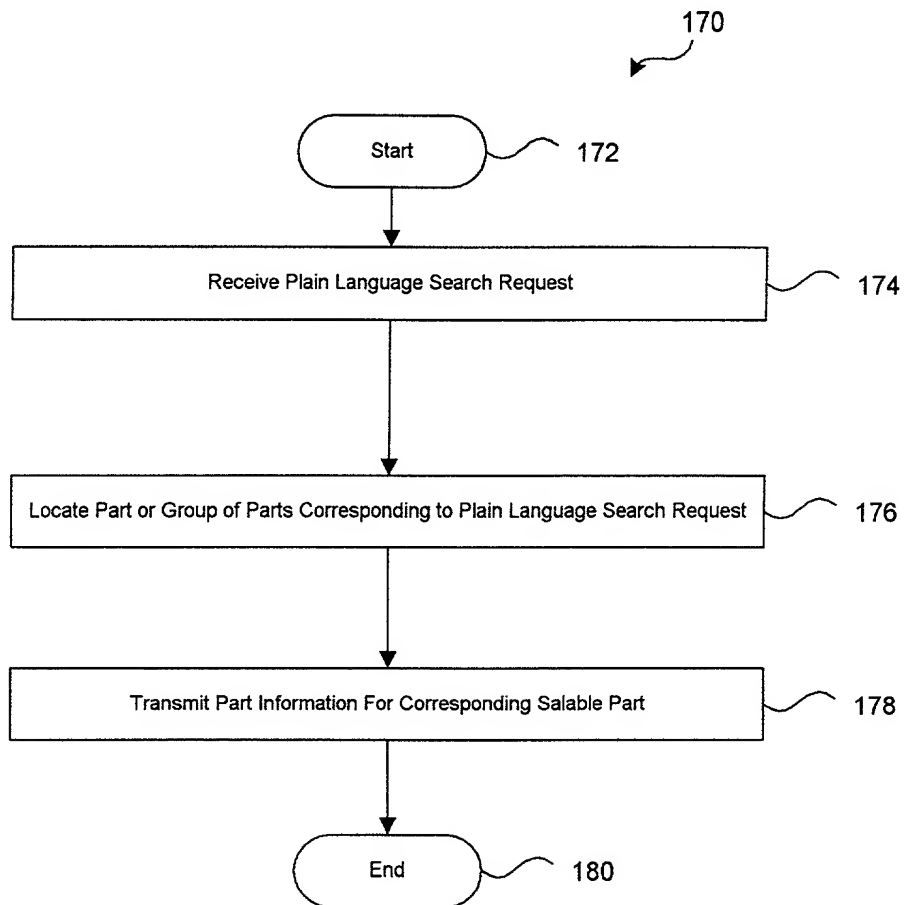 170
Start
172
Receive Plain Language Search Request
174
Locate Part or Group of Parts Corresponding to Plain Language Search Request
176
Transmit Part Information For Corresponding Salable Part
178
End
180